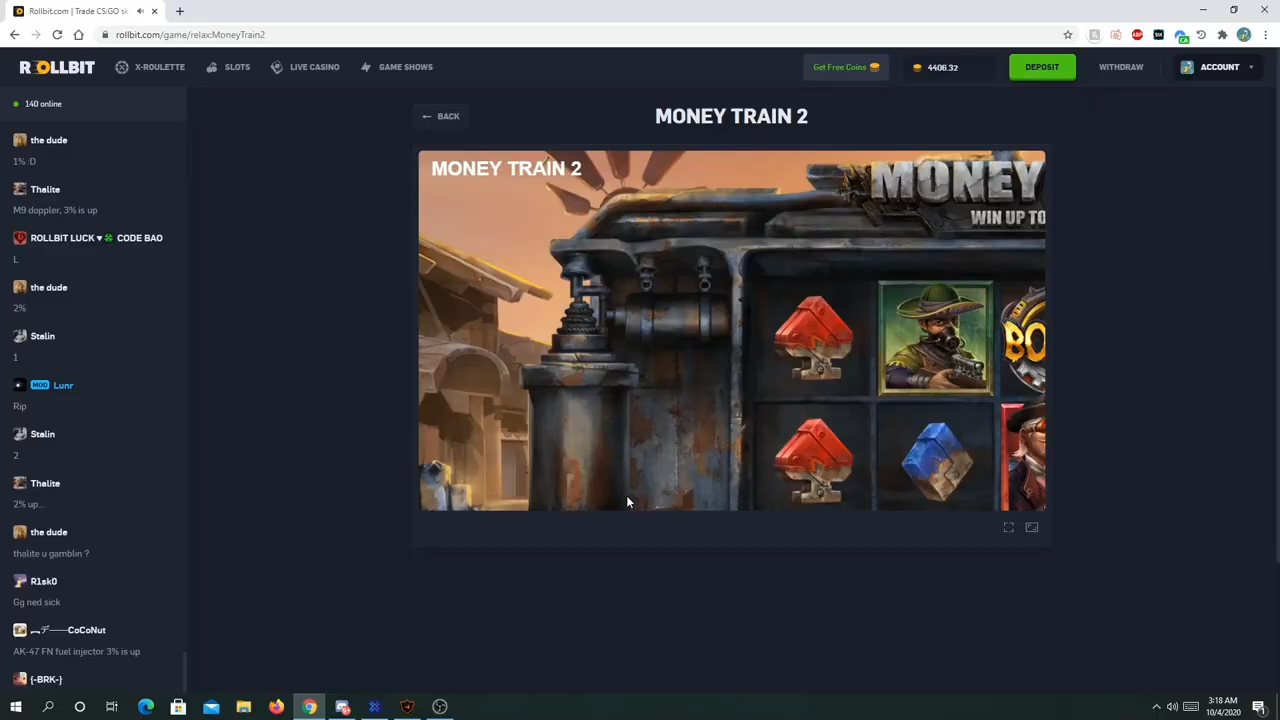 Rollbit.com | Trade CS:GO sk
rollbit.com/game/relax:MoneyTrain2
ROLLBIT
X-ROULETTE
SLOTS
LIVE CASINO
GAME SHOWS
Get Free Coins
4406.32
DEPOSIT
WITHDRAW
ACCOUNT
140 online
the dude
1% :D
Thalite
M9 doppler, 3% is up
ROLLBIT LUCK ♥🍀 CODE BAO
L
the dude
2%
Stalin
1
MOD Lunr
Rip
Stalin
2
Thalite
2% up...
the dude
thalite u gamblin ?
R1sk0
Gg ned sick
CoCoNut
AK-47 FN fuel injector 3% is up
{-BRK-}
← BACK
MONEY TRAIN 2
MONEY TRAIN 2
MONEY
WIN UP TO
BO
3:18 AM
10/4/2020